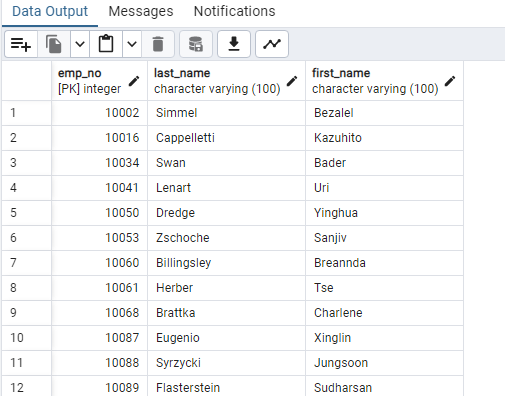 Data Output Messages Notifications
emp_no last_name first_name
[PK] integer character varying (100) character varying (100)
1 10002 Simmel Bezalel
2 10016 Cappelletti Kazuhito
3 10034 Swan Bader
4 10041 Lenart Uri
5 10050 Dredge Yinghua
6 10053 Zschoche Sanjiv
7 10060 Billingsley Breannda
8 10061 Herber Tse
9 10068 Brattka Charlene
10 10087 Eugenio Xinglin
11 10088 Syrzycki Jungsoon
12 10089 Flasterstein Sudharsan